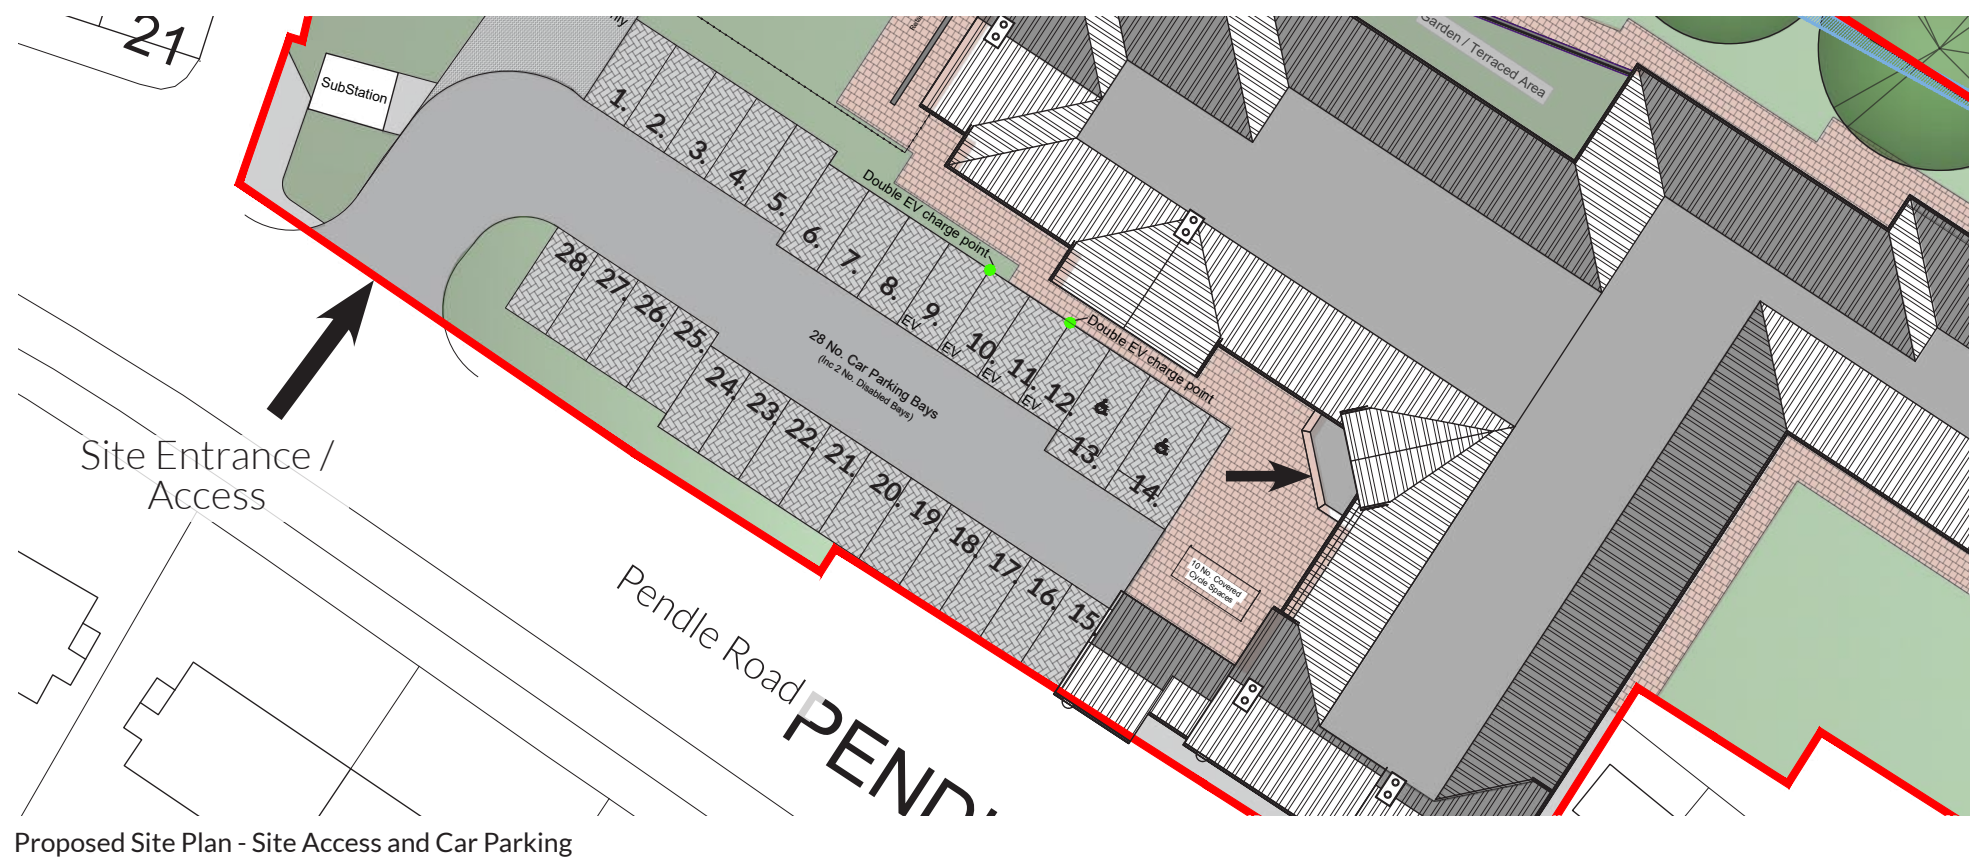 21
nly
SubStation
Garden / Terraced Area
1.
2.
3.
4.
5.
6.
7.
8.
9.
10.
11.
12.
13.
14.
EV
EV
EV
EV
Double EV charge point
Double EV charge point
28.
27.
26.
25.
24.
23.
22.
21.
20.
19.
18.
17.
16.
15.
28 No. Car Parking Bays
(Inc 2 No. Disabled Bays)
10 No. Covered
Cycle Spaces
Site Entrance /
Access
Pendle Road
PENDL
Proposed Site Plan - Site Access and Car Parking